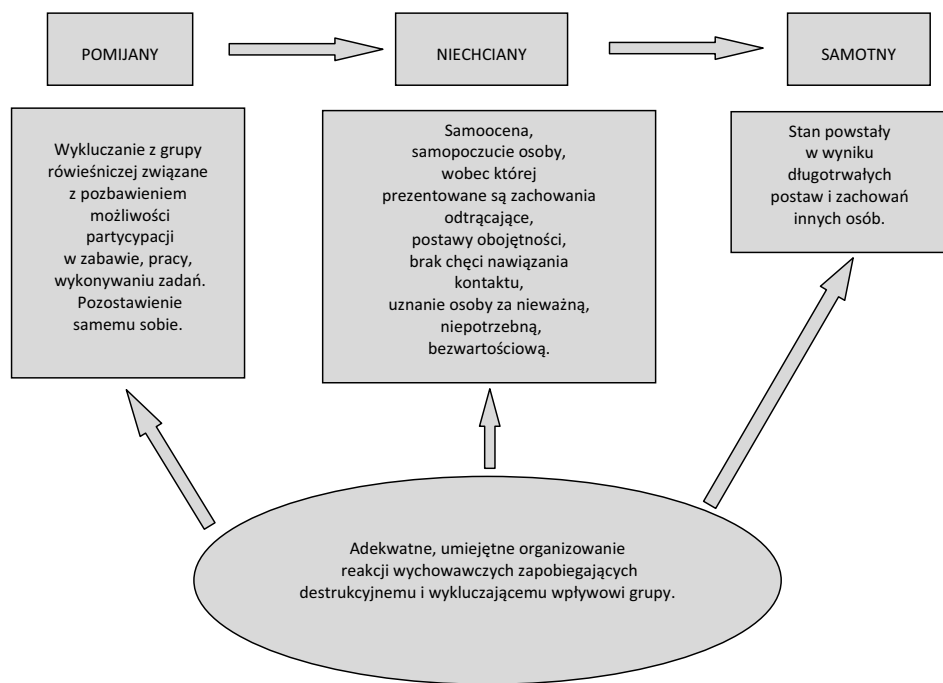 POMIJANY
NIECHCIANY
SAMOTNY
Wykluczanie z grupy
rówieśniczej związane
z pozbawieniem
możliwości
partycypacji
w zabawie, pracy,
wykonywaniu zadań.
Pozostawienie
samemu sobie.
Samoocena,
samopoczucie osoby,
wobec której
prezentowane są zachowania
odtrącające,
postawy obojętności,
brak chęci nawiązania
kontaktu,
uznanie osoby za nieważną,
niepotrzebną,
bezwartościową.
Stan powstały
w wyniku
długotrwałych
postaw i zachowań
innych osób.
Adekwatne, umiejętne organizowanie
reakcji wychowawczych zapobiegających
destrukcyjnemu i wykluczającemu wpływowi grupy.